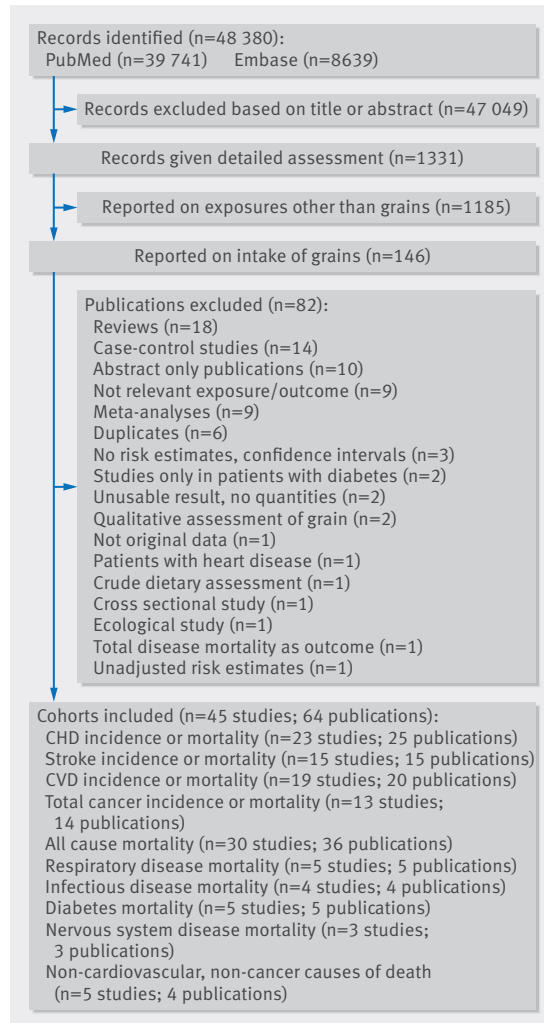 Records identified (n=48 380):
PubMed (n=39 741) Embase (n=8639)
Records excluded based on title or abstract (n=47 049)
Records given detailed assessment (n=1331)
Reported on exposures other than grains (n=1185)
Reported on intake of grains (n=146)
Publications excluded (n=82):
Reviews (n=18)
Case-control studies (n=14)
Abstract only publications (n=10)
Not relevant exposure/outcome (n=9)
Meta-analyses (n=9)
Duplicates (n=6)
No risk estimates, confidence intervals (n=3)
Studies only in patients with diabetes (n=2)
Unusable result, no quantities (n=2)
Qualitative assessment of grain (n=2)
Not original data (n=1)
Patients with heart disease (n=1)
Crude dietary assessment (n=1)
Cross sectional study (n=1)
Ecological study (n=1)
Total disease mortality as outcome (n=1)
Unadjusted risk estimates (n=1)
Cohorts included (n=45 studies; 64 publications):
CHD incidence or mortality (n=23 studies; 25 publications)
Stroke incidence or mortality (n=15 studies; 15 publications)
CVD incidence or mortality (n=19 studies; 20 publications)
Total cancer incidence or mortality (n=13 studies;
14 publications)
All cause mortality (n=30 studies; 36 publications)
Respiratory disease mortality (n=5 studies; 5 publications)
Infectious disease mortality (n=4 studies; 4 publications)
Diabetes mortality (n=5 studies; 5 publications)
Nervous system disease mortality (n=3 studies;
3 publications)
Non-cardiovascular, non-cancer causes of death
(n=5 studies; 4 publications)